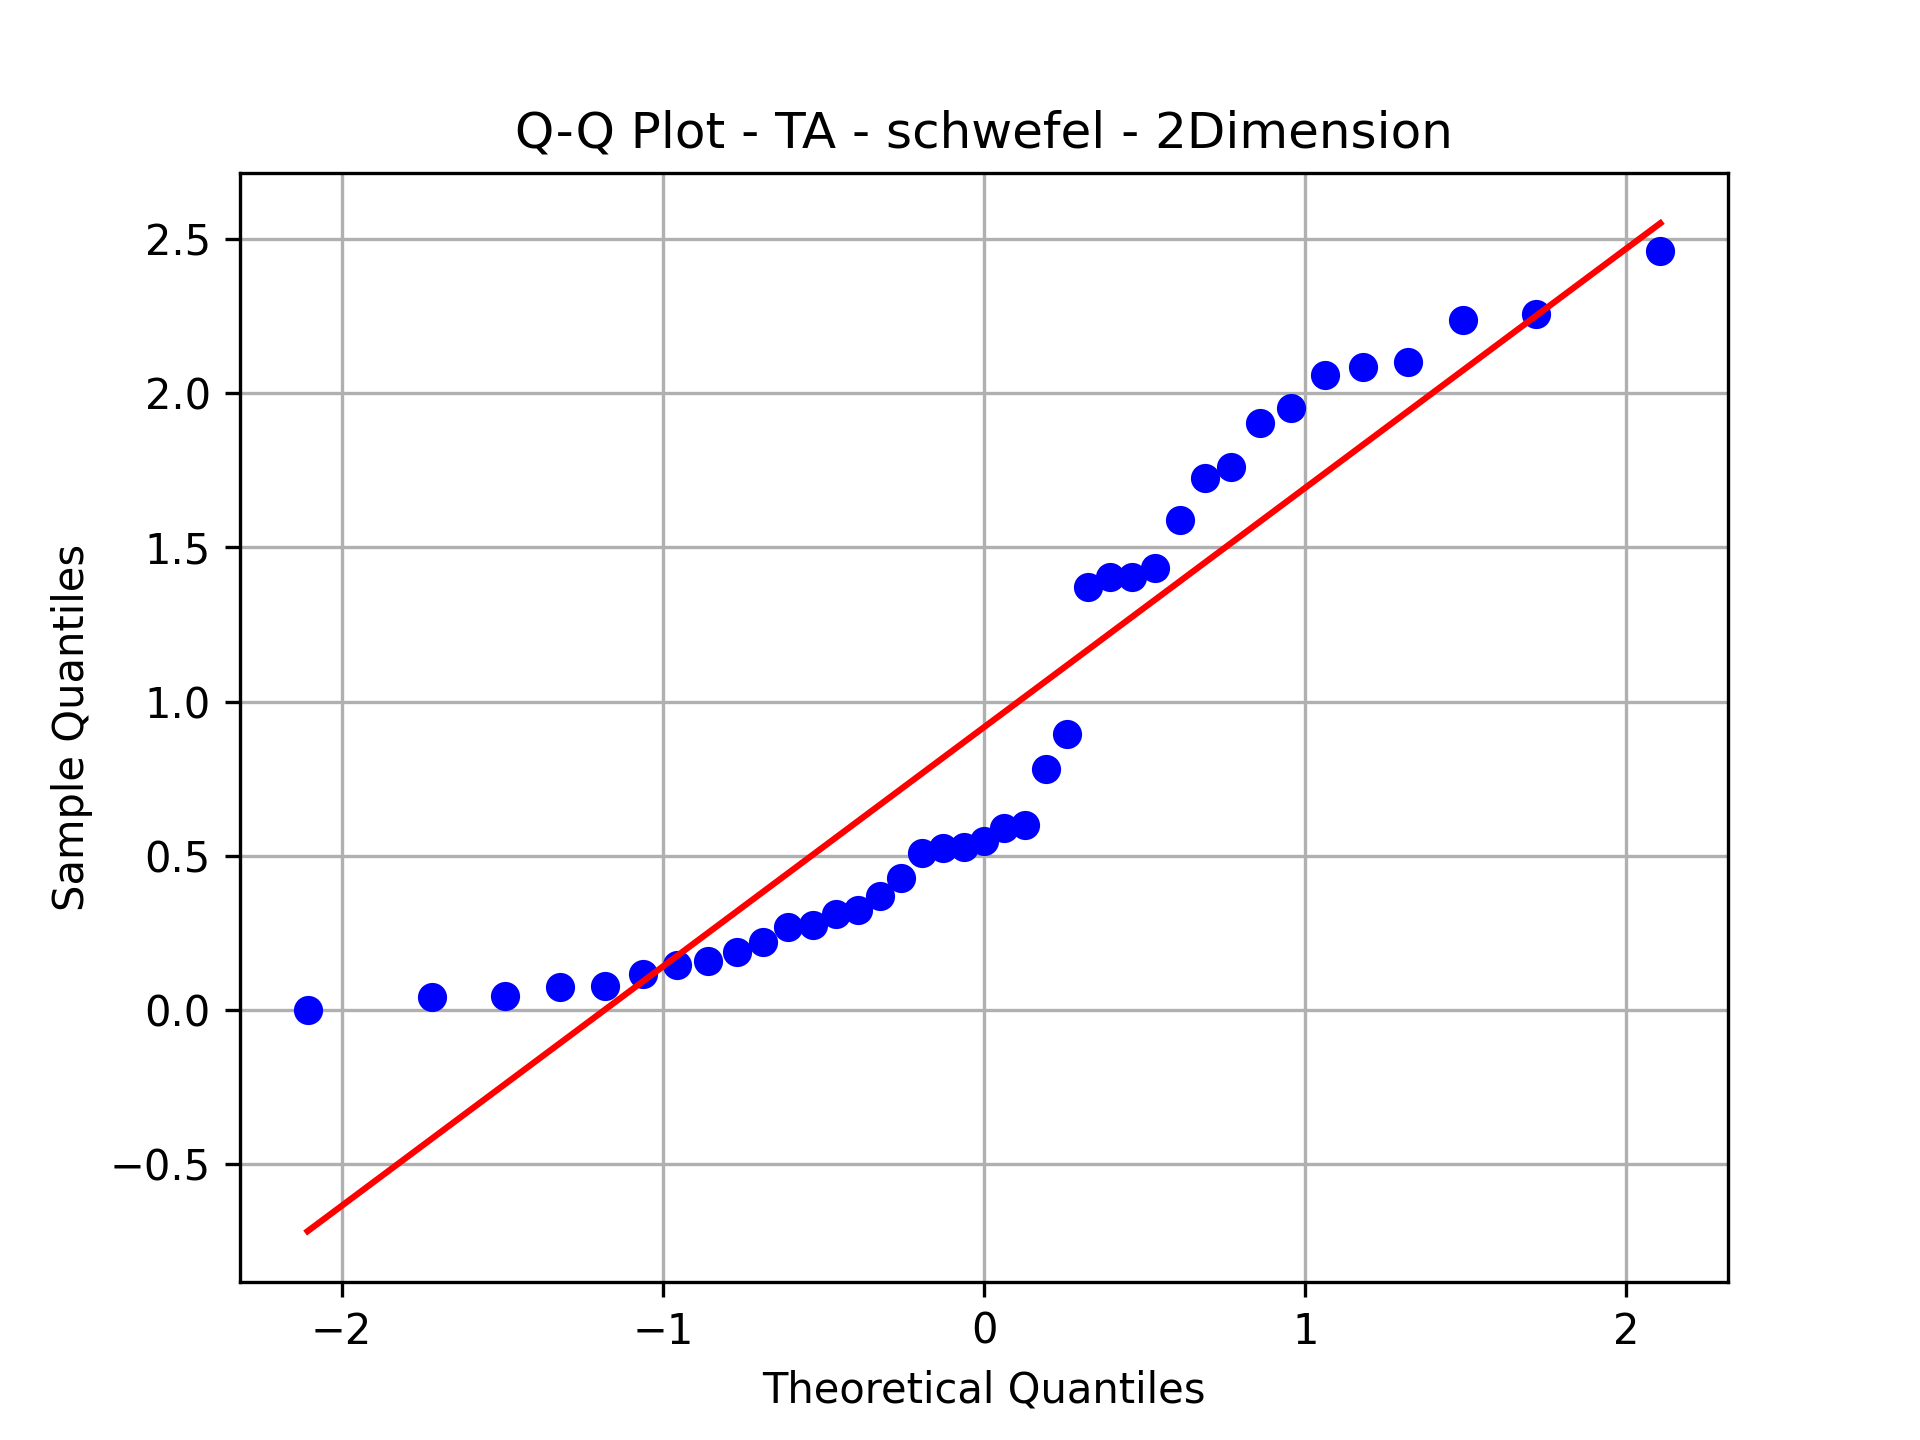 Q-Q Plot - TA - schwefel - 2Dimension
2.5
2.0
1.5
1.0
0.5
0.0
−0.5
Sample Quantiles
−2 −1 0 1 2
Theoretical Quantiles